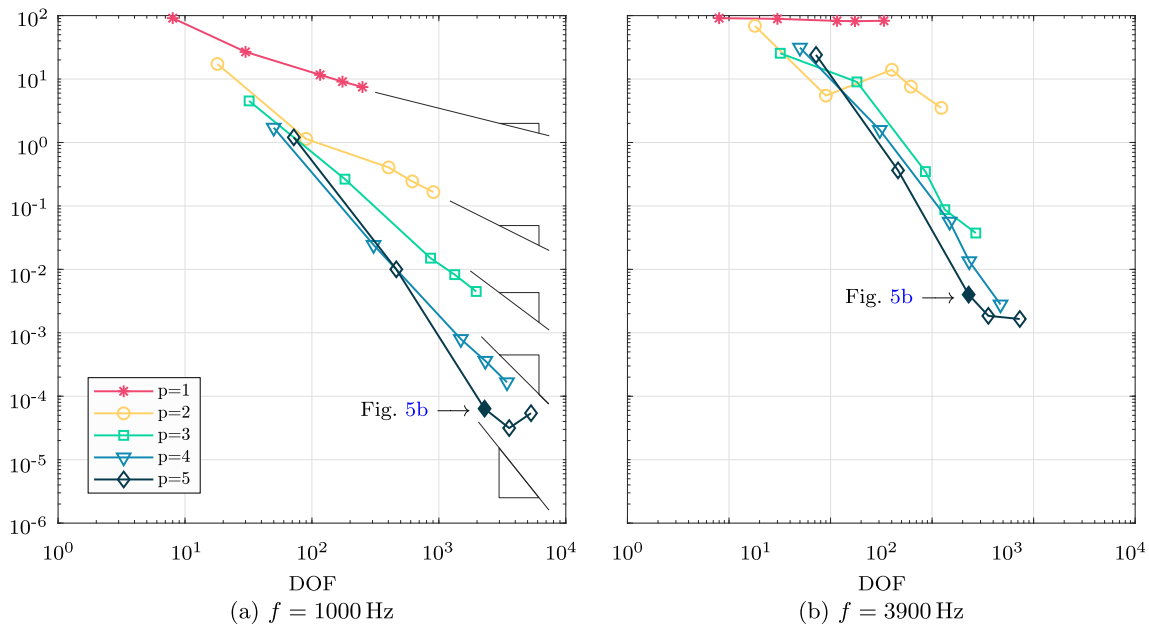 10^2
10^1
10^0
10^-1
10^-2
10^-3
10^-4
10^-5
10^-6
p=1
p=2
p=3
p=4
p=5
Fig. 5b
10^0 10^1 10^2 10^3 10^4
DOF
(a) f = 1000 Hz
Fig. 5b
10^0 10^1 10^2 10^3 10^4
DOF
(b) f = 3900 Hz